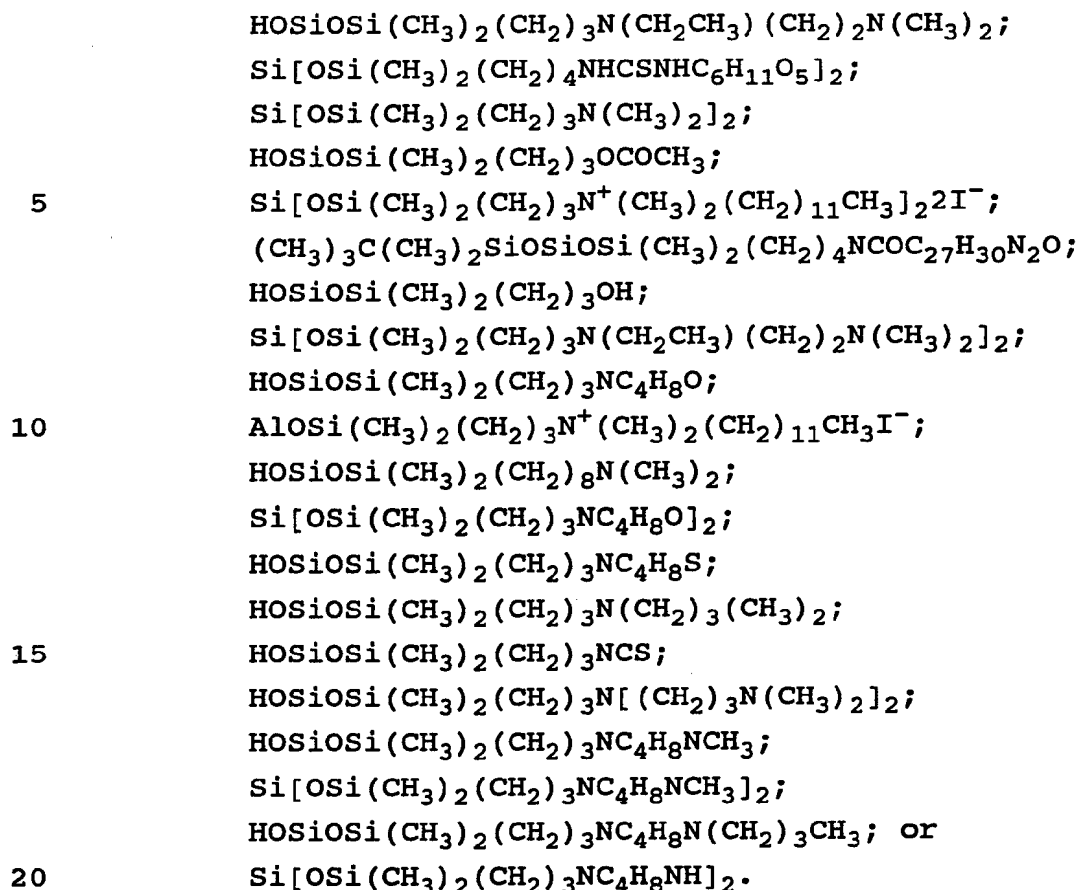 HOSiOSi(CH₃)₂(CH₂)₃N(CH₂CH₃)(CH₂)₂N(CH₃)₂;
Si[OSi(CH₃)₂(CH₂)₄NHCSNHC₆H₁₁O₅]₂;
Si[OSi(CH₃)₂(CH₂)₃N(CH₃)₂]₂;
HOSiOSi(CH₃)₂(CH₂)₃OCOCH₃;
5 Si[OSi(CH₃)₂(CH₂)₃N⁺(CH₃)₂(CH₂)₁₁CH₃]₂2I⁻;
(CH₃)₃C(CH₃)₂SiOSiOSi(CH₃)₂(CH₂)₄NCOC₂₇H₃₀N₂O;
HOSiOSi(CH₃)₂(CH₂)₃OH;
Si[OSi(CH₃)₂(CH₂)₃N(CH₂CH₃)(CH₂)₂N(CH₃)₂]₂;
HOSiOSi(CH₃)₂(CH₂)₃NC₄H₈O;
10 AlOSi(CH₃)₂(CH₂)₃N⁺(CH₃)₂(CH₂)₁₁CH₃I⁻;
HOSiOSi(CH₃)₂(CH₂)₈N(CH₃)₂;
Si[OSi(CH₃)₂(CH₂)₃NC₄H₈O]₂;
HOSiOSi(CH₃)₂(CH₂)₃NC₄H₈S;
HOSiOSi(CH₃)₂(CH₂)₃N(CH₂)₃(CH₃)₂;
15 HOSiOSi(CH₃)₂(CH₂)₃NCS;
HOSiOSi(CH₃)₂(CH₂)₃N[(CH₂)₃N(CH₃)₂]₂;
HOSiOSi(CH₃)₂(CH₂)₃NC₄H₈NCH₃;
Si[OSi(CH₃)₂(CH₂)₃NC₄H₈NCH₃]₂;
HOSiOSi(CH₃)₂(CH₂)₃NC₄H₈N(CH₂)₃CH₃; or
20 Si[OSi(CH₃)₂(CH₂)₃NC₄H₈NH]₂.